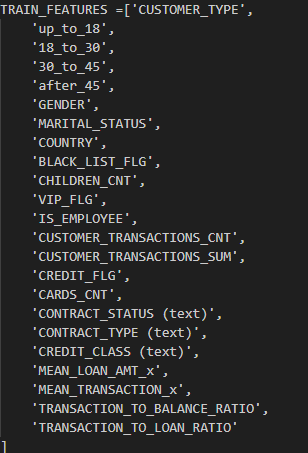 TRAIN_FEATURES =['CUSTOMER_TYPE',
'up_to_18',
'18_to_30',
'30_to_45',
'after_45',
'GENDER',
'MARITAL_STATUS',
'COUNTRY',
'BLACK_LIST_FLG',
'CHILDREN_CNT',
'VIP_FLG',
'IS_EMPLOYEE',
'CUSTOMER_TRANSACTIONS_CNT',
'CUSTOMER_TRANSACTIONS_SUM',
'CREDIT_FLG',
'CARDS_CNT',
'CONTRACT_STATUS (text)',
'CONTRACT_TYPE (text)',
'CREDIT_CLASS (text)',
'MEAN_LOAN_AMT_x',
'MEAN_TRANSACTION_x',
'TRANSACTION_TO_BALANCE_RATIO',
'TRANSACTION_TO_LOAN_RATIO'
]